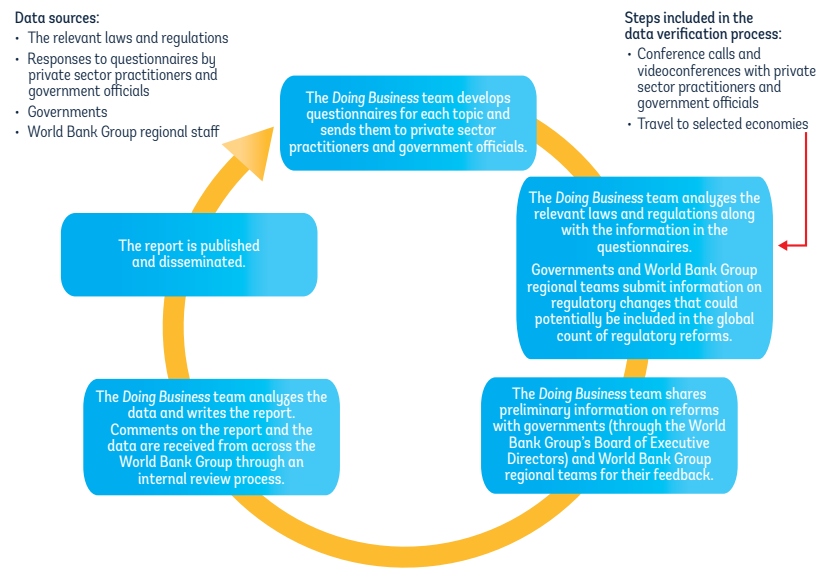 Data sources:
• The relevant laws and regulations
• Responses to questionnaires by
private sector practitioners and
government officials
• Governments
• World Bank Group regional staff
Steps included in the
data verification process:
• Conference calls and
videoconferences with private
sector practitioners and
government officials
• Travel to selected economies
The Doing Business team develops
questionnaires for each topic and
sends them to private sector
practitioners and government officials.
The Doing Business team analyzes the
relevant laws and regulations along
with the information in the
questionnaires.
Governments and World Bank Group
regional teams submit information on
regulatory changes that could
potentially be included in the global
count of regulatory reforms.
The Doing Business team shares
preliminary information on reforms
with governments (through the World
Bank Group's Board of Executive
Directors) and World Bank Group
regional teams for their feedback.
The Doing Business team analyzes the
data and writes the report.
Comments on the report and the
data are received from across the
World Bank Group through an
internal review process.
The report is published
and disseminated.